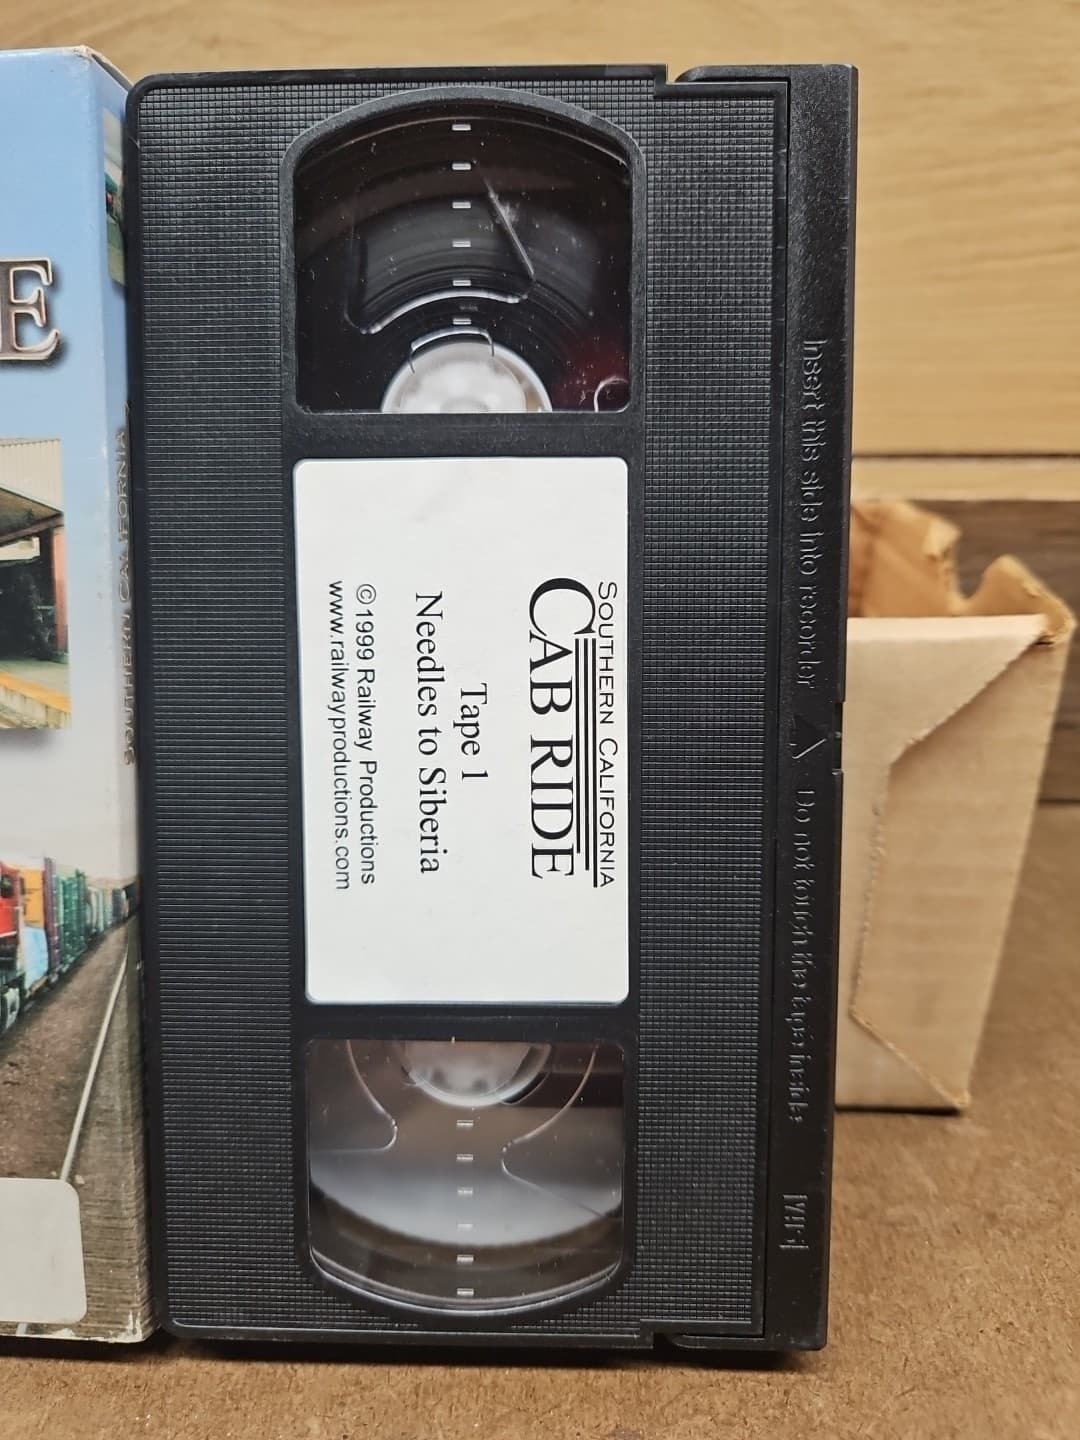 E
SOUTHERN CALIFORNIA
SOUTHERN CALIFORNIA
CAB RIDE
Tape 1
Needles to Siberia
©1999 Railway Productions
www.railwayproductions.com
Insert this side into recorder
Do not touch the tape inside
VHS